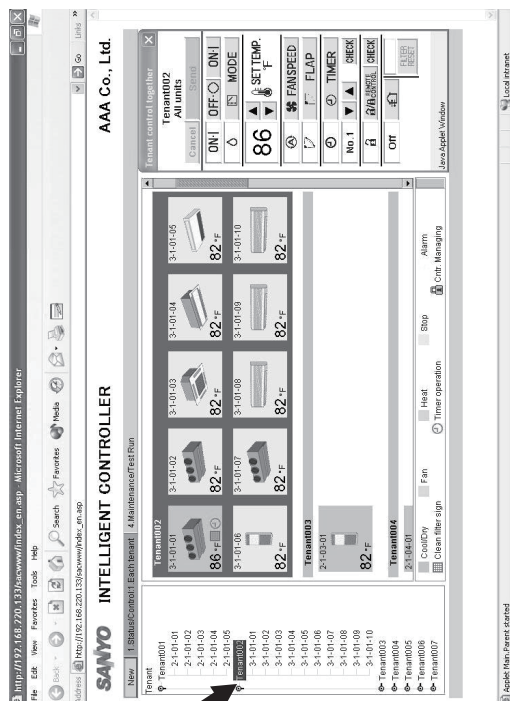 http://192.168.220.133/sacwww/index_en.asp - Microsoft Internet Explorer
File Edit View Favorites Tools Help
Back Search Favorites Media
Address http://192.168.220.133/sacwww/index_en.asp Go Links »
SANYO INTELLIGENT CONTROLLER AAA Co., Ltd.
New 1.Status/Control1.Each tenant 4.Maintenance/Test Run
Tenant
Tenant001
2-1-01-01
2-1-01-02
2-1-01-03
2-1-01-04
2-1-01-05
Tenant002
3-1-01-01
3-1-01-02
3-1-01-03
3-1-01-04
3-1-01-05
3-1-01-06
3-1-01-07
3-1-01-08
3-1-01-09
3-1-01-10
Tenant003
Tenant004
Tenant005
Tenant006
Tenant007
Tenant002
3-1-01-01 3-1-01-02 3-1-01-03 3-1-01-04 3-1-01-05
86°F 82°F 82°F 82°F 82°F
3-1-01-06 3-1-01-07 3-1-01-08 3-1-01-09 3-1-01-10
82°F 82°F 82°F 82°F 82°F
Tenant003
2-1-03-01
82°F
Tenant004
2-1-04-01
Cool/Dry Fan Heat Stop Alarm
Clean filter sign Timer operation Cntr. Managing
Tenant control together
Tenant002
All units
Cancel Send
ON·I OFF ON·I
MODE
86 SET TEMP. °F
FANSPEED
FLAP
TIMER
No.1 CHECK
REMOTE CONTROL CHECK
Off FILTER RESET
Java Applet Window
Applet Main.Parent started Local intranet